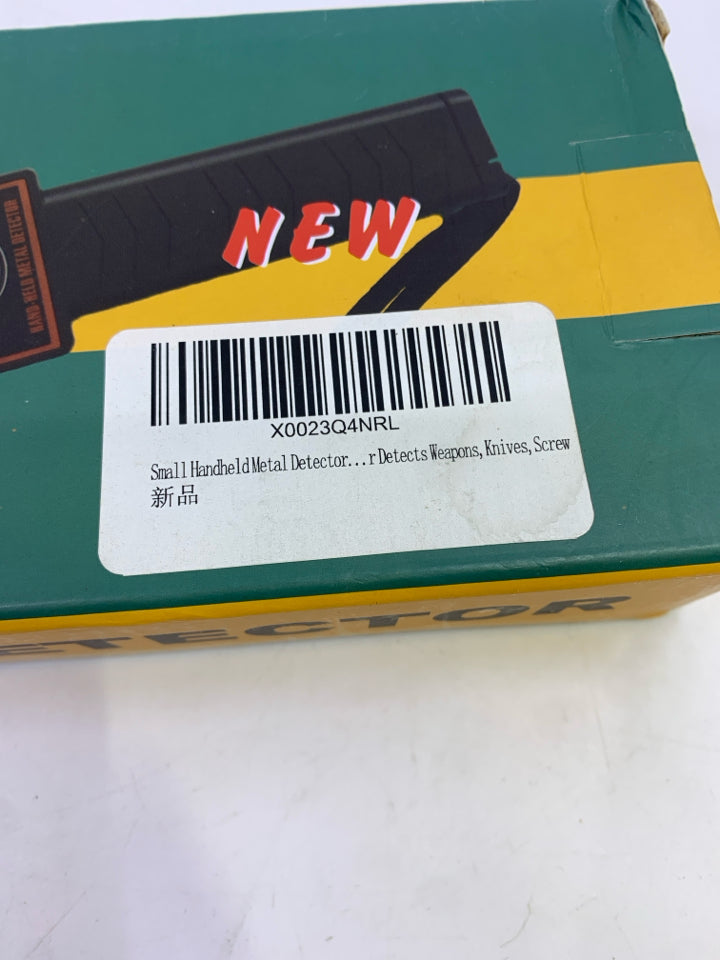 HAND-HELD METAL DETECTOR
NEW
X0023Q4NRL
Small Handheld Metal Detector...r Detects Weapons, Knives, Screw
新品
ETECTOR